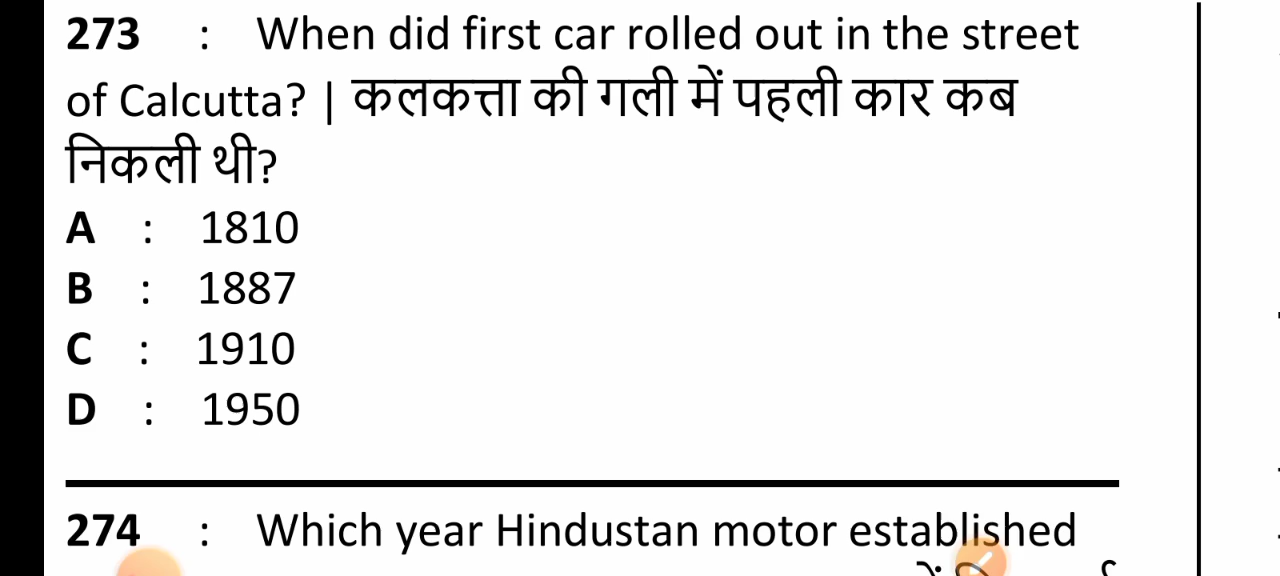 273 : When did first car rolled out in the street
of Calcutta? | कलकत्ता की गली में पहली कार कब
निकली थी?
A : 1810
B : 1887
C : 1910
D : 1950
274 : Which year Hindustan motor established